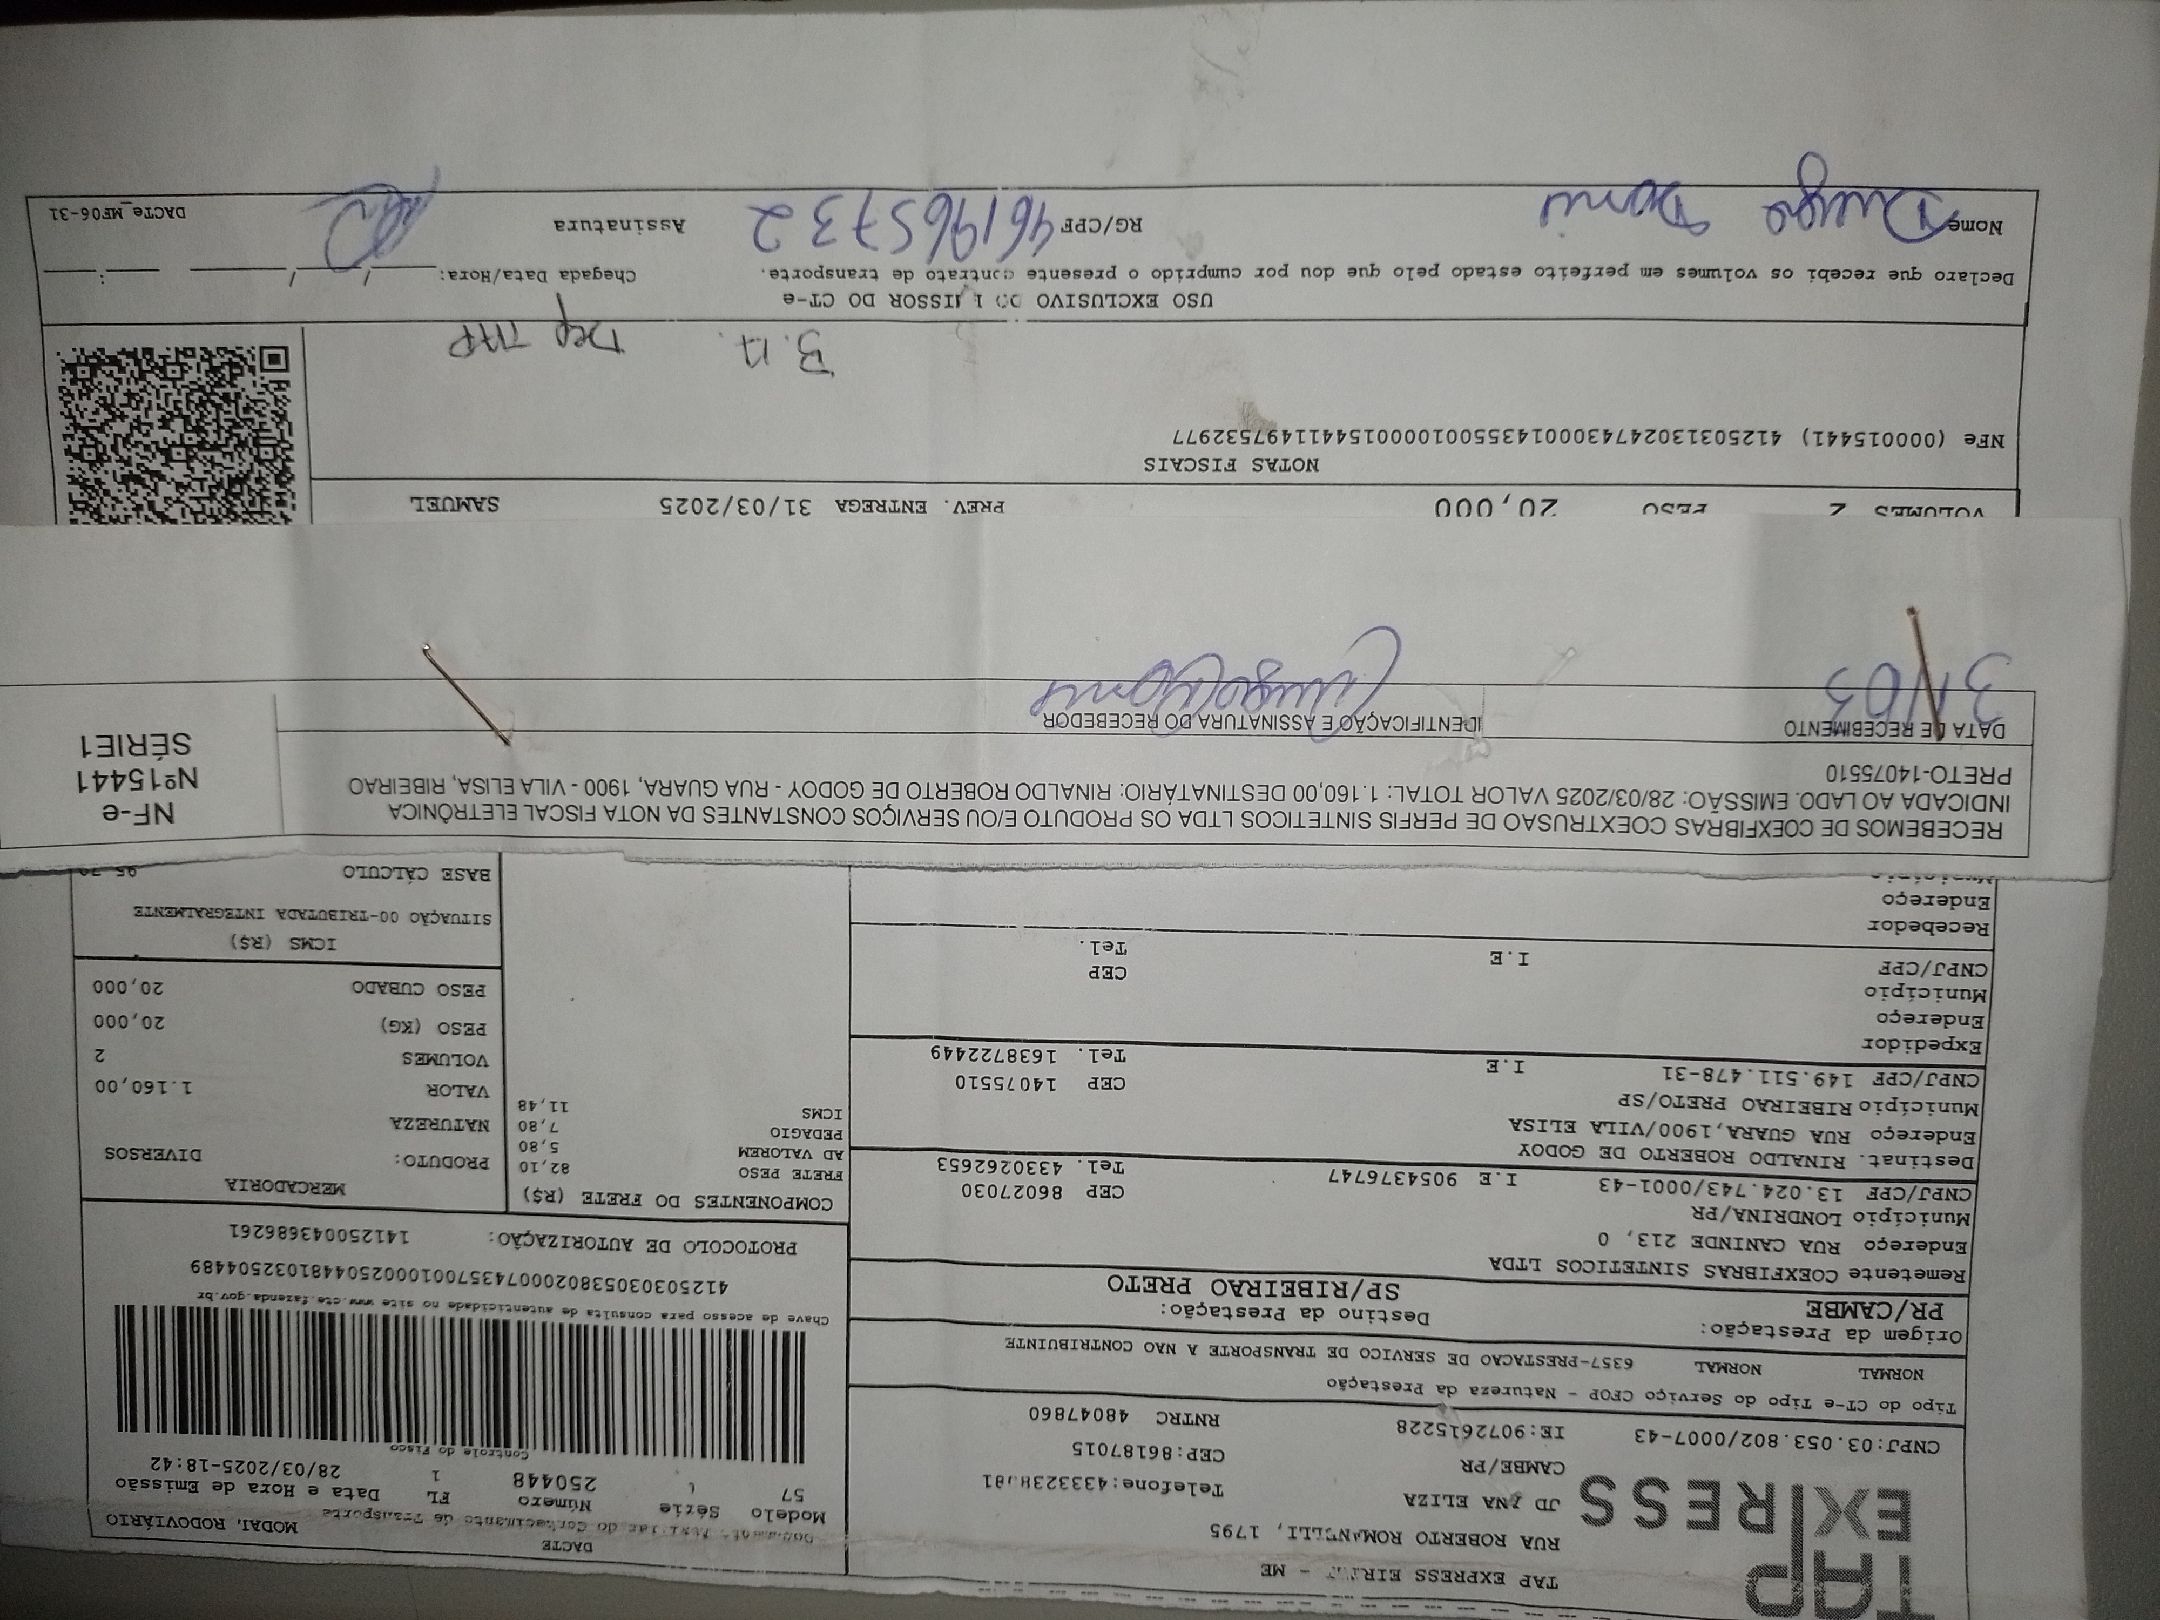 TAP
EXPRESS
TAP EXPRESS - ME
RUA ROBERTO ROMANELLI, 1795
JD ANA ELIZA
CAMBE/PR
CEP:86187015
CNPJ:03.053.802/0007-43 IE:9072615228 RNTRC 48047860
DACTE
MODAL RODOVIÁRIO
Modelo Série Número FL Data e Hora de Emissão
57 1 250448 1 28/03/2025-18:42
Controle do Fisco
Chave de acesso para consulta de autenticidade no site www.cte.fazenda.gov.br
PROTOCOLO DE AUTORIZAÇÃO: 141250043686261
Tipo do CT-e Tipo do Serviço CFOP - Natureza da Prestação
NORMAL NORMAL 6357-PRESTACAO DE SERVICO DE TRANSPORTE A NAO CONTRIBUINTE
Origem da Prestação: Destino da Prestação:
PR/CAMBE SP/RIBEIRAO PRETO
Remetente COEXFIBRAS SINTETICOS LTDA
Endereço RUA CANINDE 213, 0
Município LONDRINA/PR CEP 86027030
CNPJ/CPF 13.024.743/0001-43 I.E 9054376747 Tel. 4330262653
Destinat. RINALDO ROBERTO DE GODOY
Endereço RUA GUARA,1900/VILA ELISA
Município RIBEIRAO PRETO/SP CEP 14075510
CNPJ/CPF 149.511.478-31 I.E Tel. 1638722449
Expedidor
Endereço
Município CEP
CNPJ/CPF I.E Tel.
Recebedor
Endereço
Município
COMPONENTES DO FRETE (R$)
FRETE PESO 82,10
AD VALOREM 5,80
PEDAGIO 7,80
ICMS 11,48
MERCADORIA
PRODUTO: DIVERSOS
NATUREZA
VALOR 1.160,00
VOLUMES 2
PESO (KG) 20,000
PESO CUBADO 20,000
ICMS (R$)
SITUAÇÃO 00-TRIBUTADA INTEGRALMENTE
BASE CÁLCULO
RECEBEMOS DE COEXFIBRAS COEXTRUSAO DE PERFIS SINTETICOS LTDA OS PRODUTO E/OU SERVIÇOS CONSTANTES DA NOTA FISCAL ELETRÔNICA
INDICADA AO LADO. EMISSÃO: 28/03/2025 VALOR TOTAL: 1.160,00 DESTINATÁRIO: RINALDO ROBERTO DE GODOY - RUA GUARA, 1900 - VILA ELISA, RIBEIRAO
PRETO-14075510
NF-e
Nº15441
SÉRIE1
DATA DE RECEBIMENTO IDENTIFICAÇÃO E ASSINATURA DO RECEBEDOR
31/03
VOLUMES 2 PESO 20,000 PREV. ENTREGA 31/03/2025 SAMUEL
NOTAS FISCAIS
NFe (000015441) 41250313024743000143550010000154411497532977
Dep TAP
USO EXCLUSIVO DO EMISSOR DO CT-e
Declaro que recebi os volumes em perfeito estado pelo que dou por cumprido o presente contrato de transporte. Chegada Data/Hora: __/__/__ __:__
Nome RG/CPF 461965732 Assinatura
DACTe_MF06-31